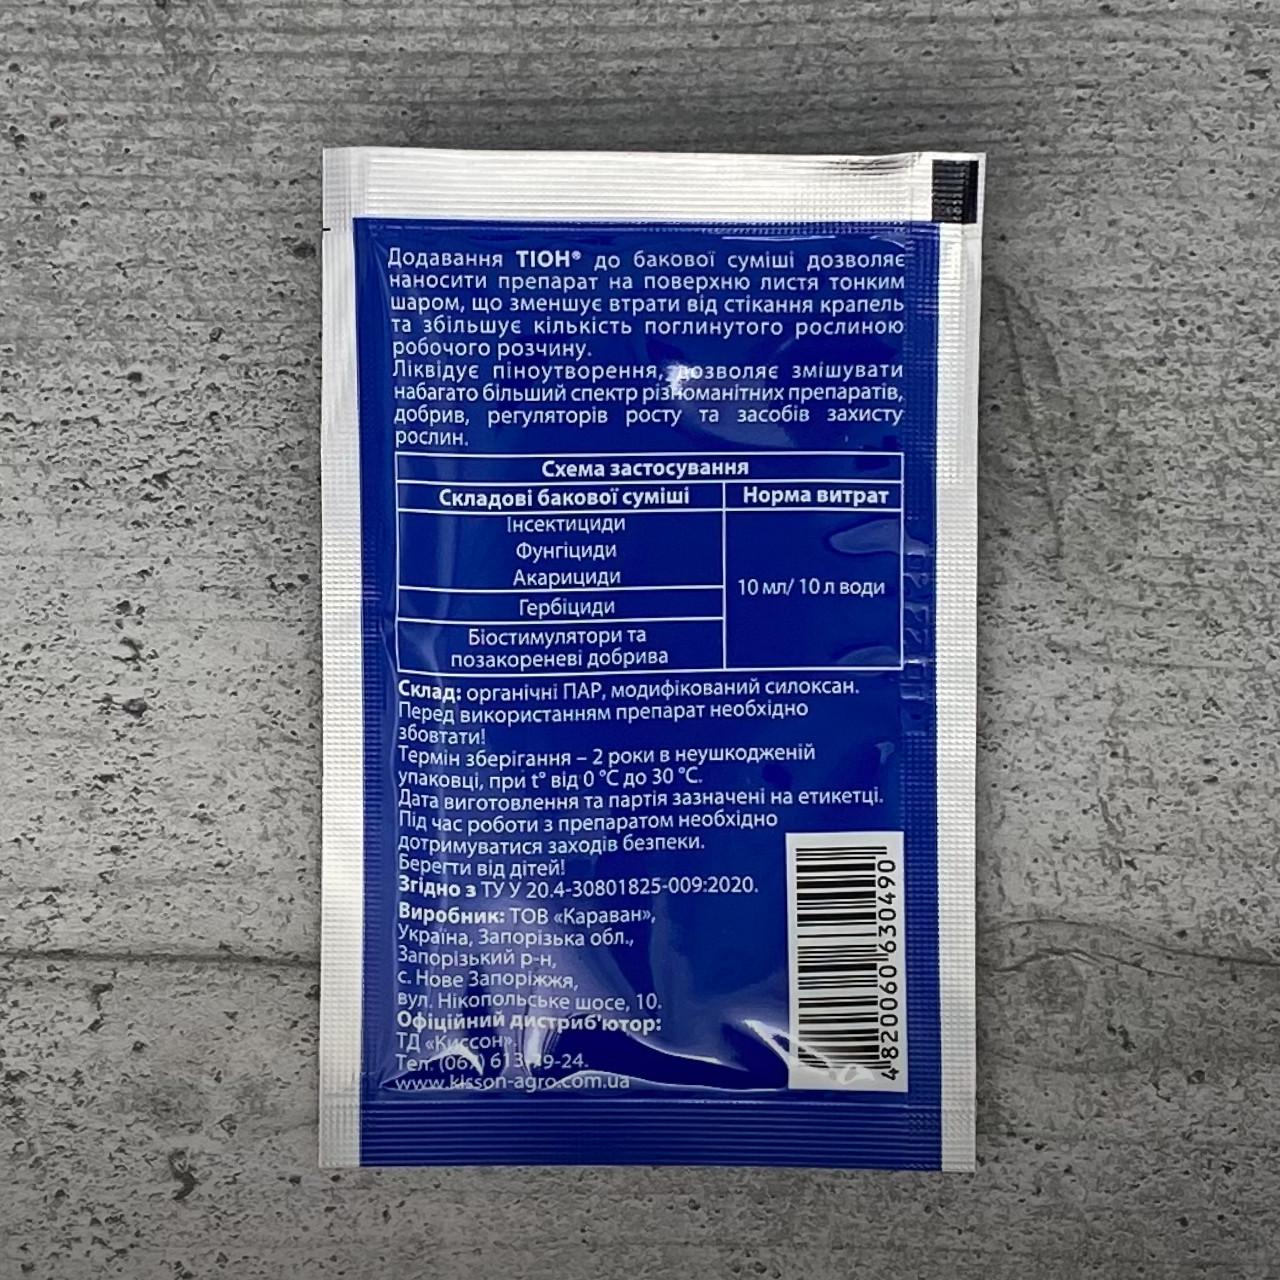 Додавання ТІОН® до бакової суміші дозволяє
наносити препарат на поверхню листя тонким
шаром, що зменшує втрати від стікання крапель
та збільшує кількість поглинутого рослиною
робочого розчину.
Ліквідує піноутворення, дозволяє змішувати
набагато більший спектр різноманітних препаратів,
добрив, регуляторів росту та засобів захисту
рослин.
Схема застосування
Складові бакової суміші Норма витрат
Інсектициди
Фунгіциди
Акарициди
10 мл/ 10 л води
Гербіциди
Біостимулятори та
позакореневі добрива
Склад: органічні ПАР, модифікований силоксан.
Перед використанням препарат необхідно
збовтати!
Термін зберігання – 2 роки в неушкодженій
упаковці, при t° від 0 °C до 30 °C.
Дата виготовлення та партія зазначені на етикетці.
Під час роботи з препаратом необхідно
дотримуватися заходів безпеки.
Берегти від дітей!
Згідно з ТУ У 20.4-30801825-009:2020.
Виробник: ТОВ «Караван»,
Україна, Запорізька обл.,
Запорізький р-н,
с. Нове Запоріжжя,
вул. Нікопольське шосе, 10.
Офіційний дистриб'ютор:
ТД «Киссон».
Тел.
www.kisson-agro.com.ua
4 820060 630490